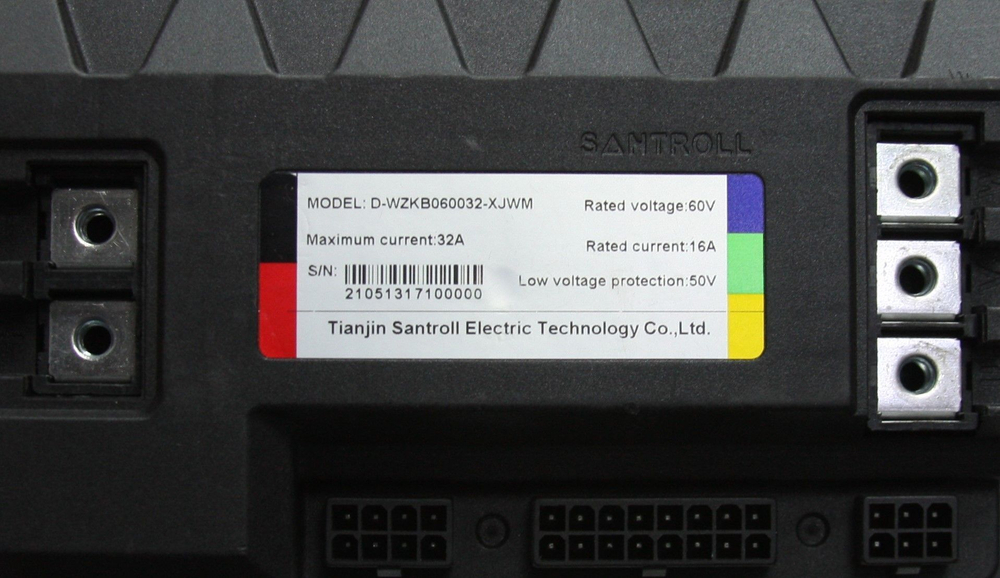 SANTROLL
MODEL: D-WZKB060032-XJWM
Rated voltage:60V
Maximum current:32A
Rated current:16A
S/N:
21051317100000
Low voltage protection:50V
Tianjin Santroll Electric Technology Co.,Ltd.